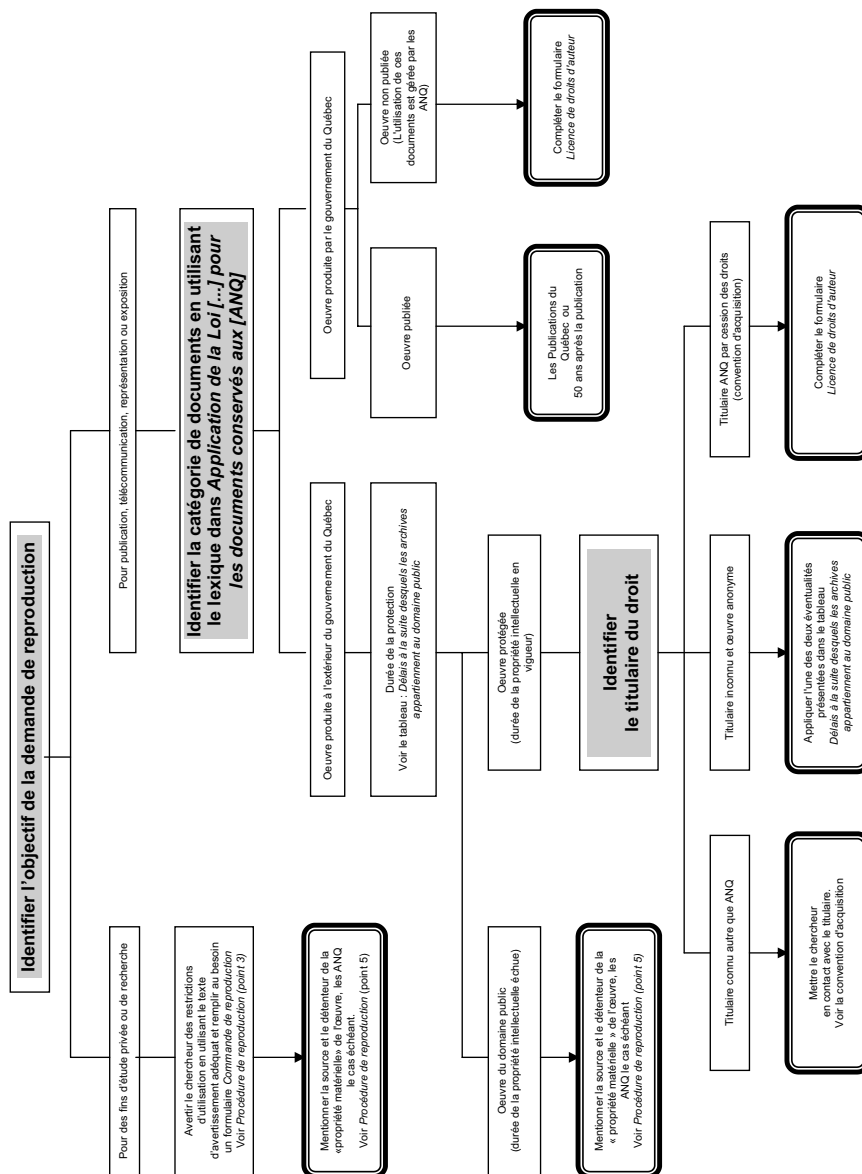 Identifier l'objectif de la demande de reproduction
Pour des fins d'étude privée ou de recherche
Avertir le chercheur des restrictions
d'utilisation en utilisant le texte
d'avertissement adéquat et remplir au besoin
un formulaire Commande de reproduction
Voir Procédure de reproduction (point 3)
Mentionner la source et le détenteur de la
«propriété matérielle» de l'œuvre, les ANQ
le cas échéant.
Voir Procédure de reproduction (point 5)
Pour publication, télécommunication, représentation ou exposition
Identifier la catégorie de documents en utilisant
le lexique dans Application de la Loi [...] pour
les documents conservés aux [ANQ]
Oeuvre produite à l'extérieur du gouvernement du Québec
Durée de la protection
Voir le tableau : Délais à la suite desquels les archives
appartiennent au domaine public
Oeuvre du domaine public
(durée de la propriété intellectuelle échue)
Mentionner la source et le détenteur de la
« propriété matérielle » de l'œuvre, les
ANQ le cas échéant
Voir Procédure de reproduction (point 5)
Oeuvre protégée
(durée de la propriété intellectuelle en
vigueur)
Identifier
le titulaire du droit
Titulaire connu autre que ANQ
Mettre le chercheur
en contact avec le titulaire.
Voir la convention d'acquisition
Titulaire inconnu et œuvre anonyme
Appliquer l'une des deux éventualités
présentées dans le tableau
Délais à la suite desquels les archives
appartiennent au domaine public
Titulaire ANQ par cession des droits
(convention d'acquisition)
Compléter le formulaire
Licence de droits d'auteur
Oeuvre produite par le gouvernement du Québec
Oeuvre publiée
Les Publications du
Québec ou
50 ans après la publication
Oeuvre non publiée
(L'utilisation de ces
documents est gérée par les
ANQ)
Compléter le formulaire
Licence de droits d'auteur